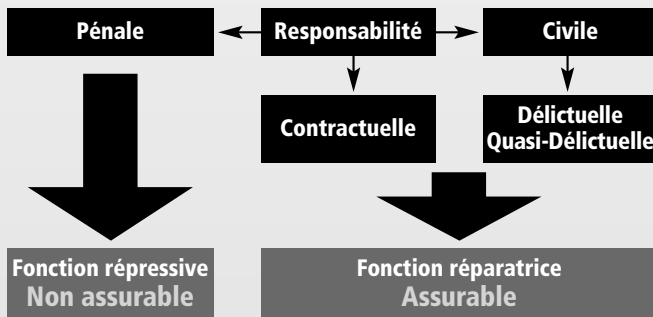 Pénale
Responsabilité
Civile
Contractuelle
Délictuelle
Quasi-Délictuelle
Fonction répressive
Non assurable
Fonction réparatrice
Assurable